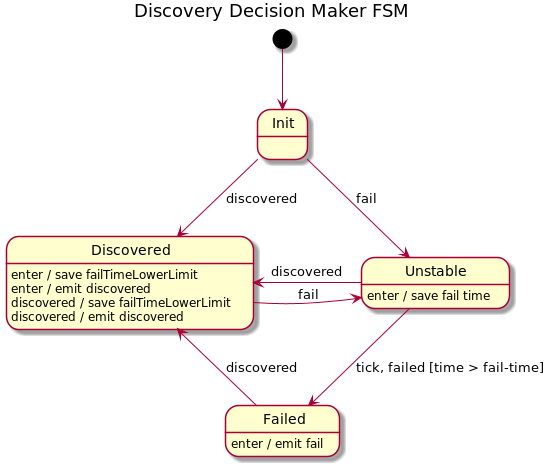 Discovery Decision Maker FSM
Init
discovered
fail
Discovered
enter / save failTimeLowerLimit
enter / emit discovered
discovered / save failTimeLowerLimit
discovered / emit discovered
discovered
fail
Unstable
enter / save fail time
discovered
tick, failed [time > fail-time]
Failed
enter / emit fail